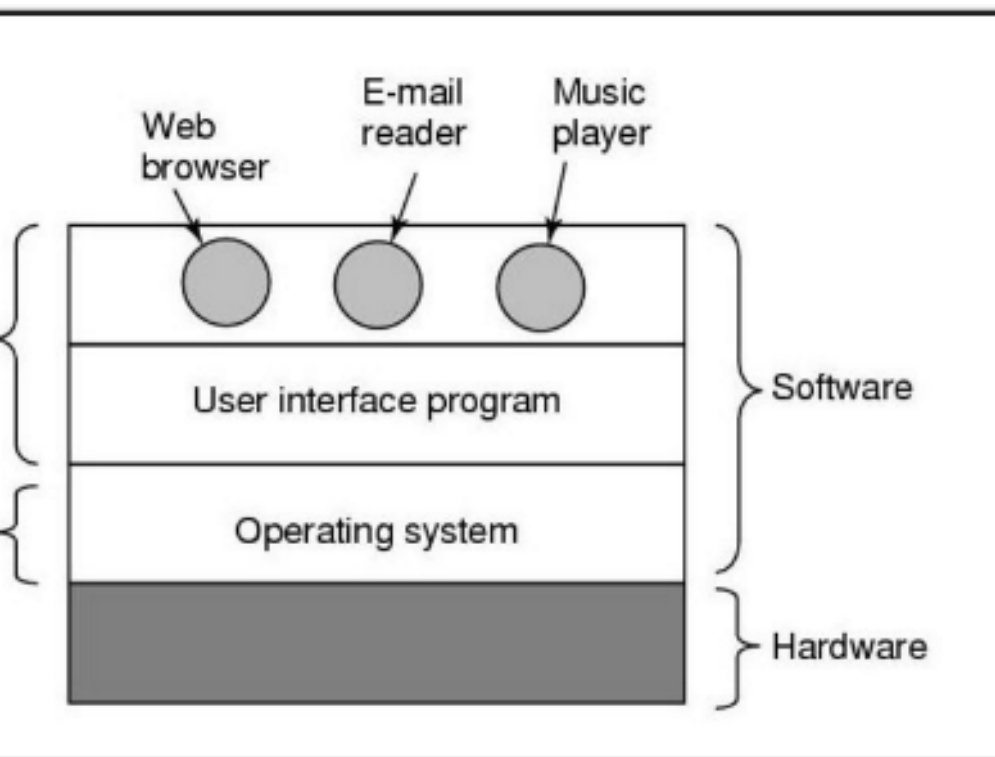 Web
browser
E-mail
reader
Music
player
User interface program
Operating system
Software
Hardware